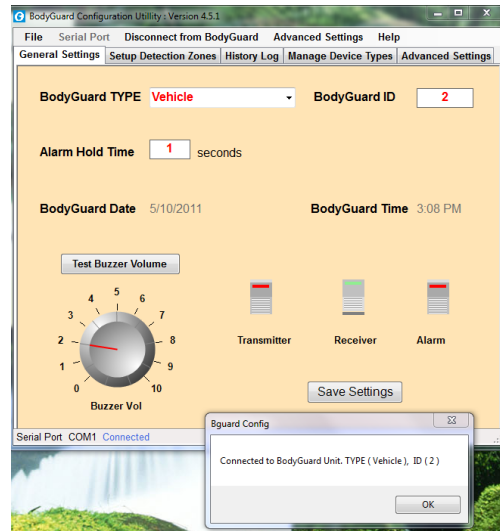 BodyGuard Configuration Utillity : Version 4.5.1
File Serial Port Disconnect from BodyGuard Advanced Settings Help
General Settings Setup Detection Zones History Log Manage Device Types Advanced Settings
BodyGuard TYPE Vehicle BodyGuard ID 2
Alarm Hold Time 1 seconds
BodyGuard Date 5/10/2011 BodyGuard Time 3:08 PM
Test Buzzer Volume
0 1 2 3 4 5 6 7 8 9 10
Transmitter Receiver Alarm
Buzzer Vol
Save Settings
Serial Port COM1 Connected
Bguard Config
Connected to BodyGuard Unit. TYPE ( Vehicle ), ID ( 2 )
OK